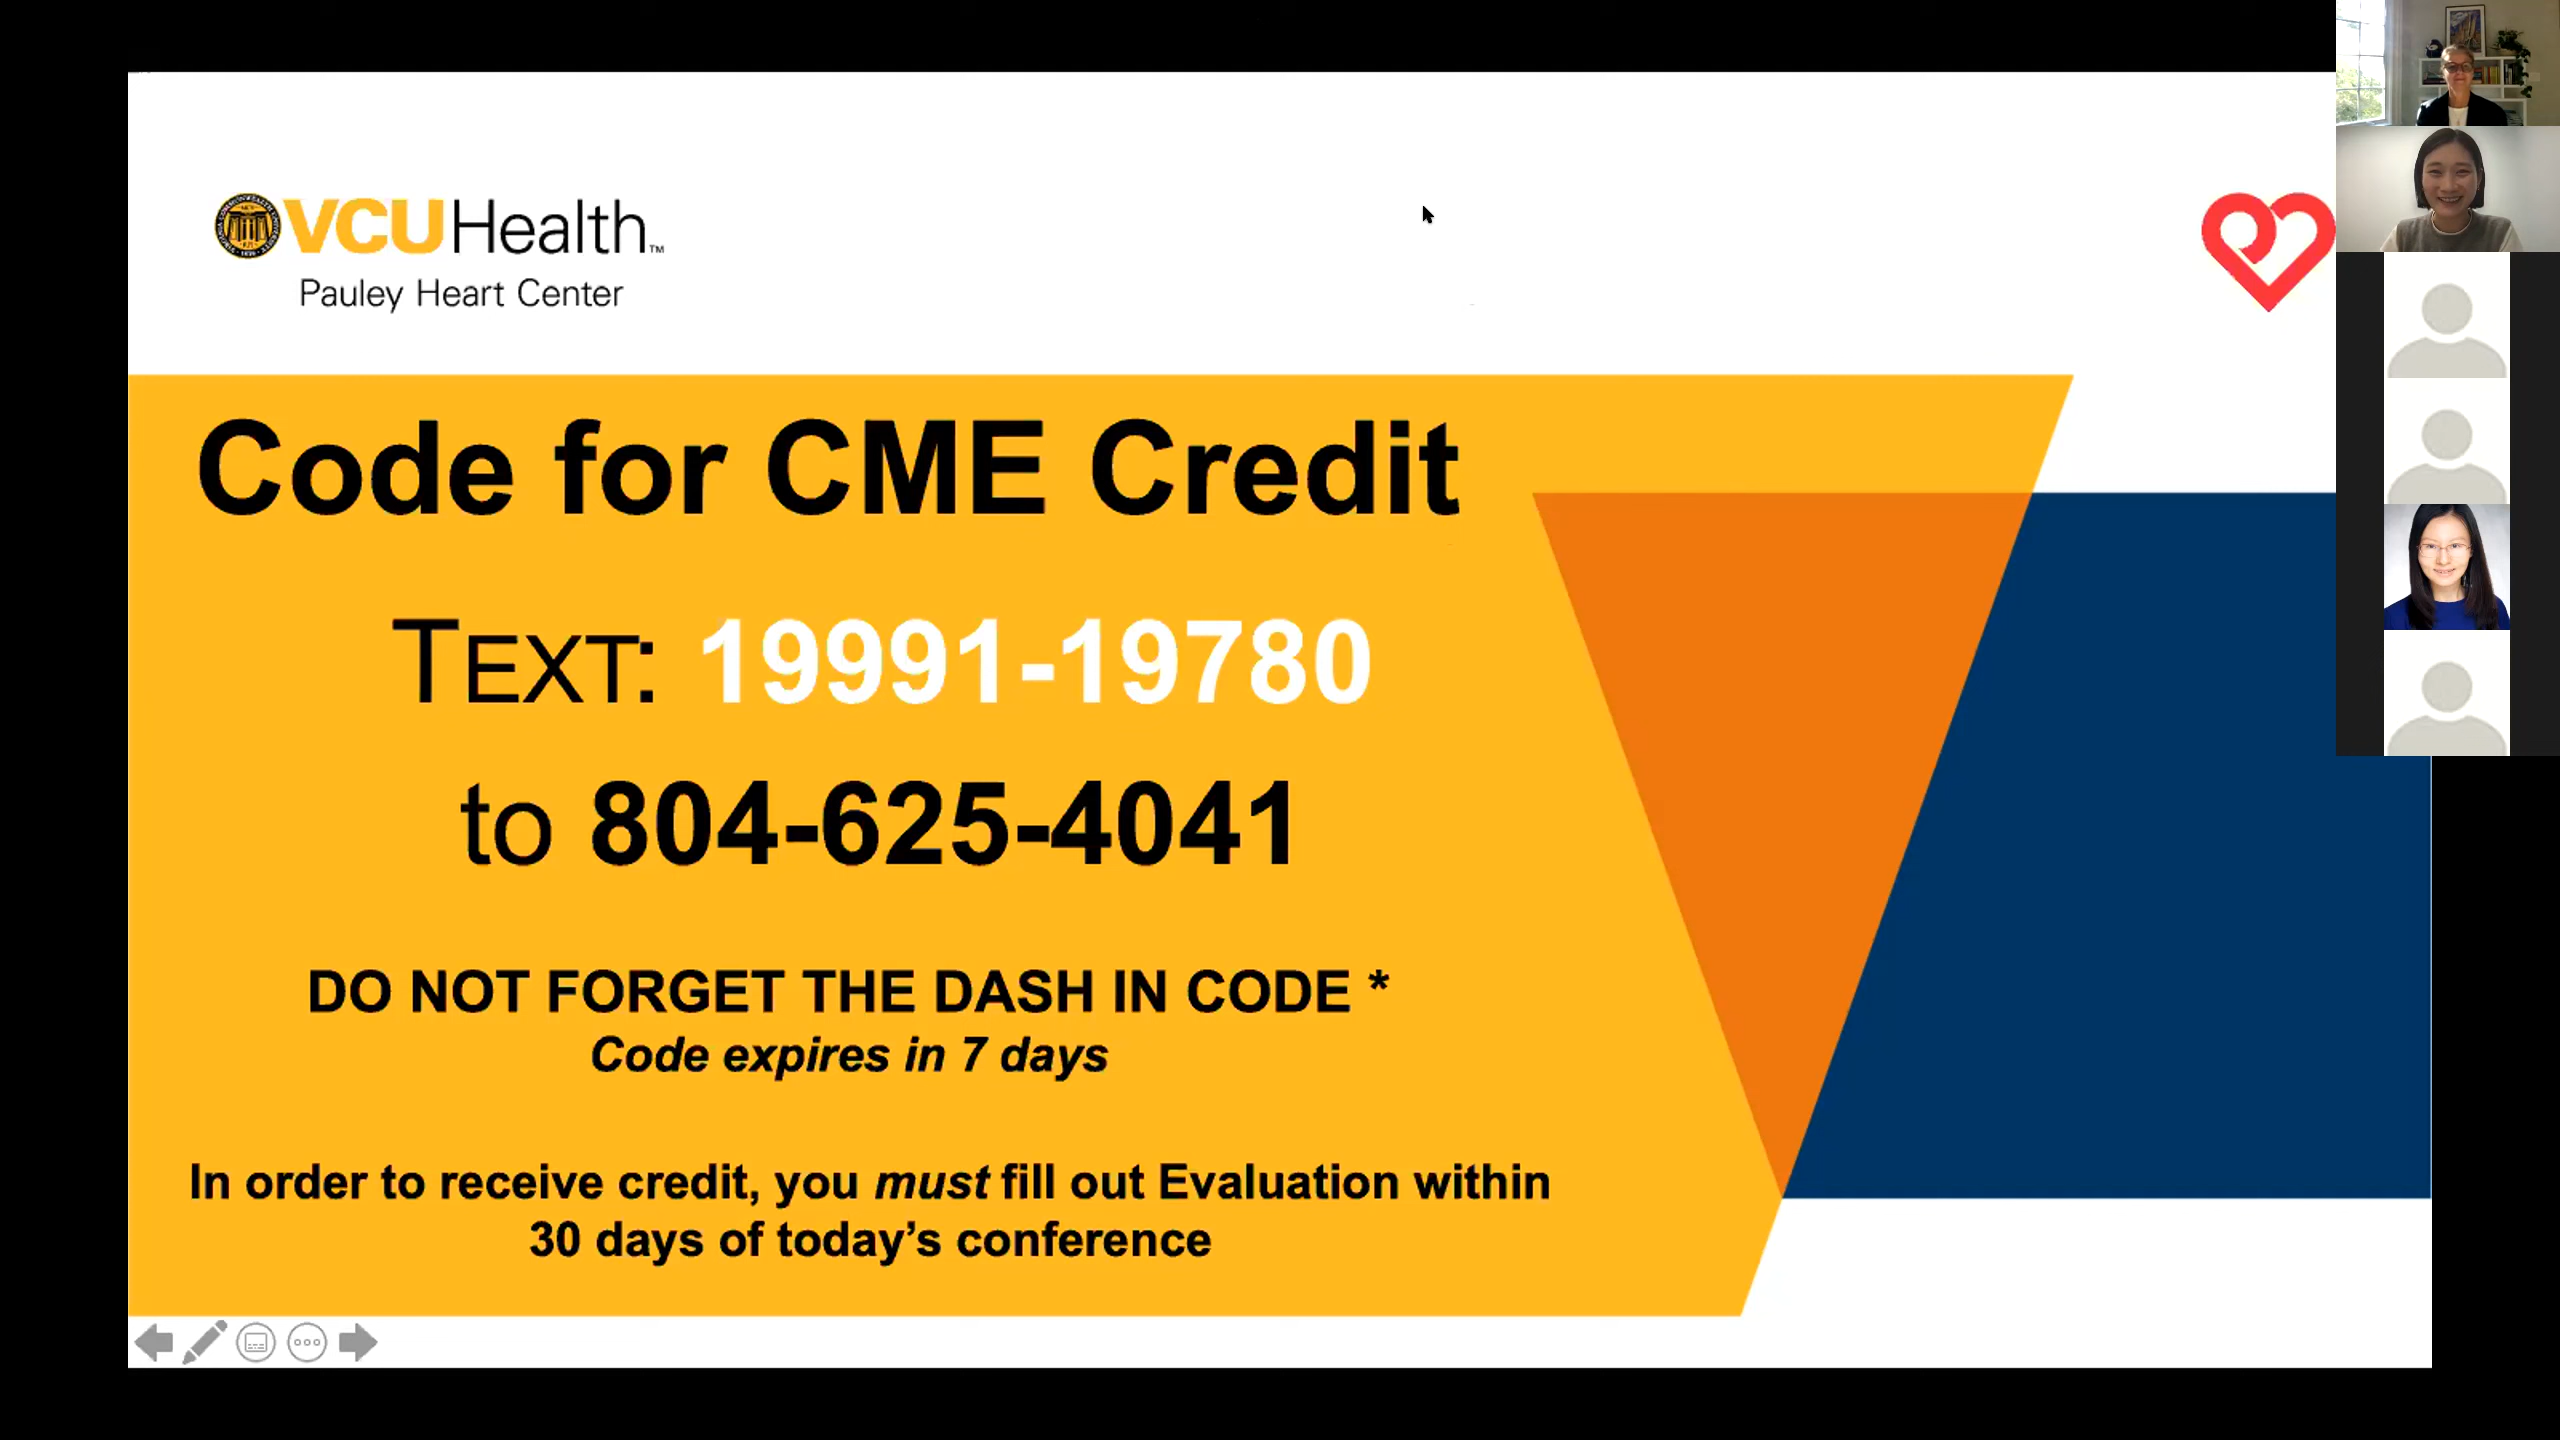 VCUHealth™
Pauley Heart Center
Code for CME Credit
TEXT: 19991-19780
to 804-625-4041
DO NOT FORGET THE DASH IN CODE *
Code expires in 7 days
In order to receive credit, you must fill out Evaluation within
30 days of today’s conference